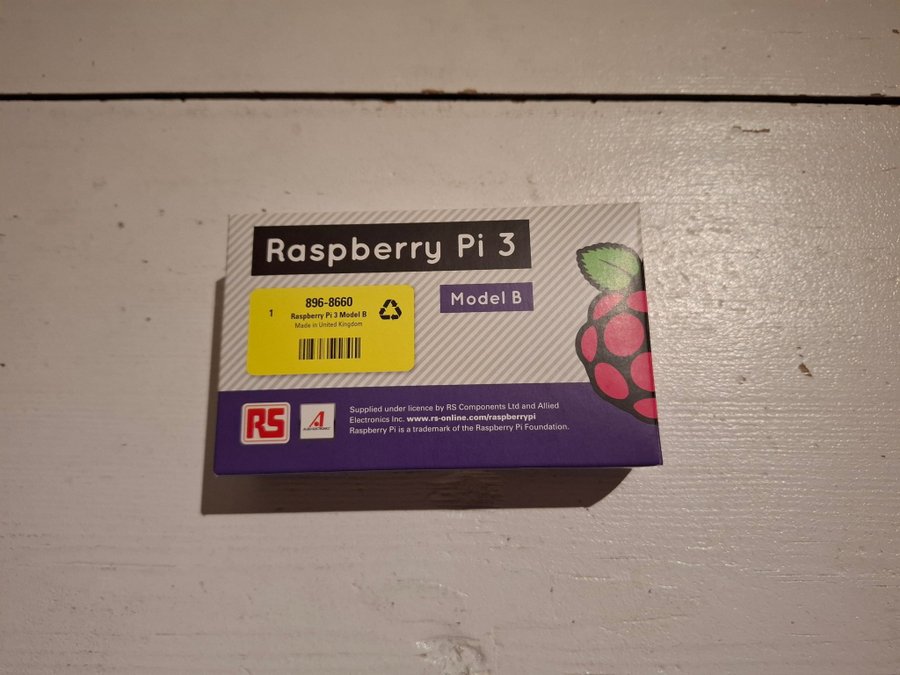 Raspberry Pi 3
Model B
896-8660
1 Raspberry Pi 3 Model B
Made in United Kingdom
RS
A
ALLIED ELECTRONICS
Supplied under licence by RS Components Ltd and Allied
Electronics Inc. www.rs-online.com/raspberrypi
Raspberry Pi is a trademark of the Raspberry Pi Foundation.